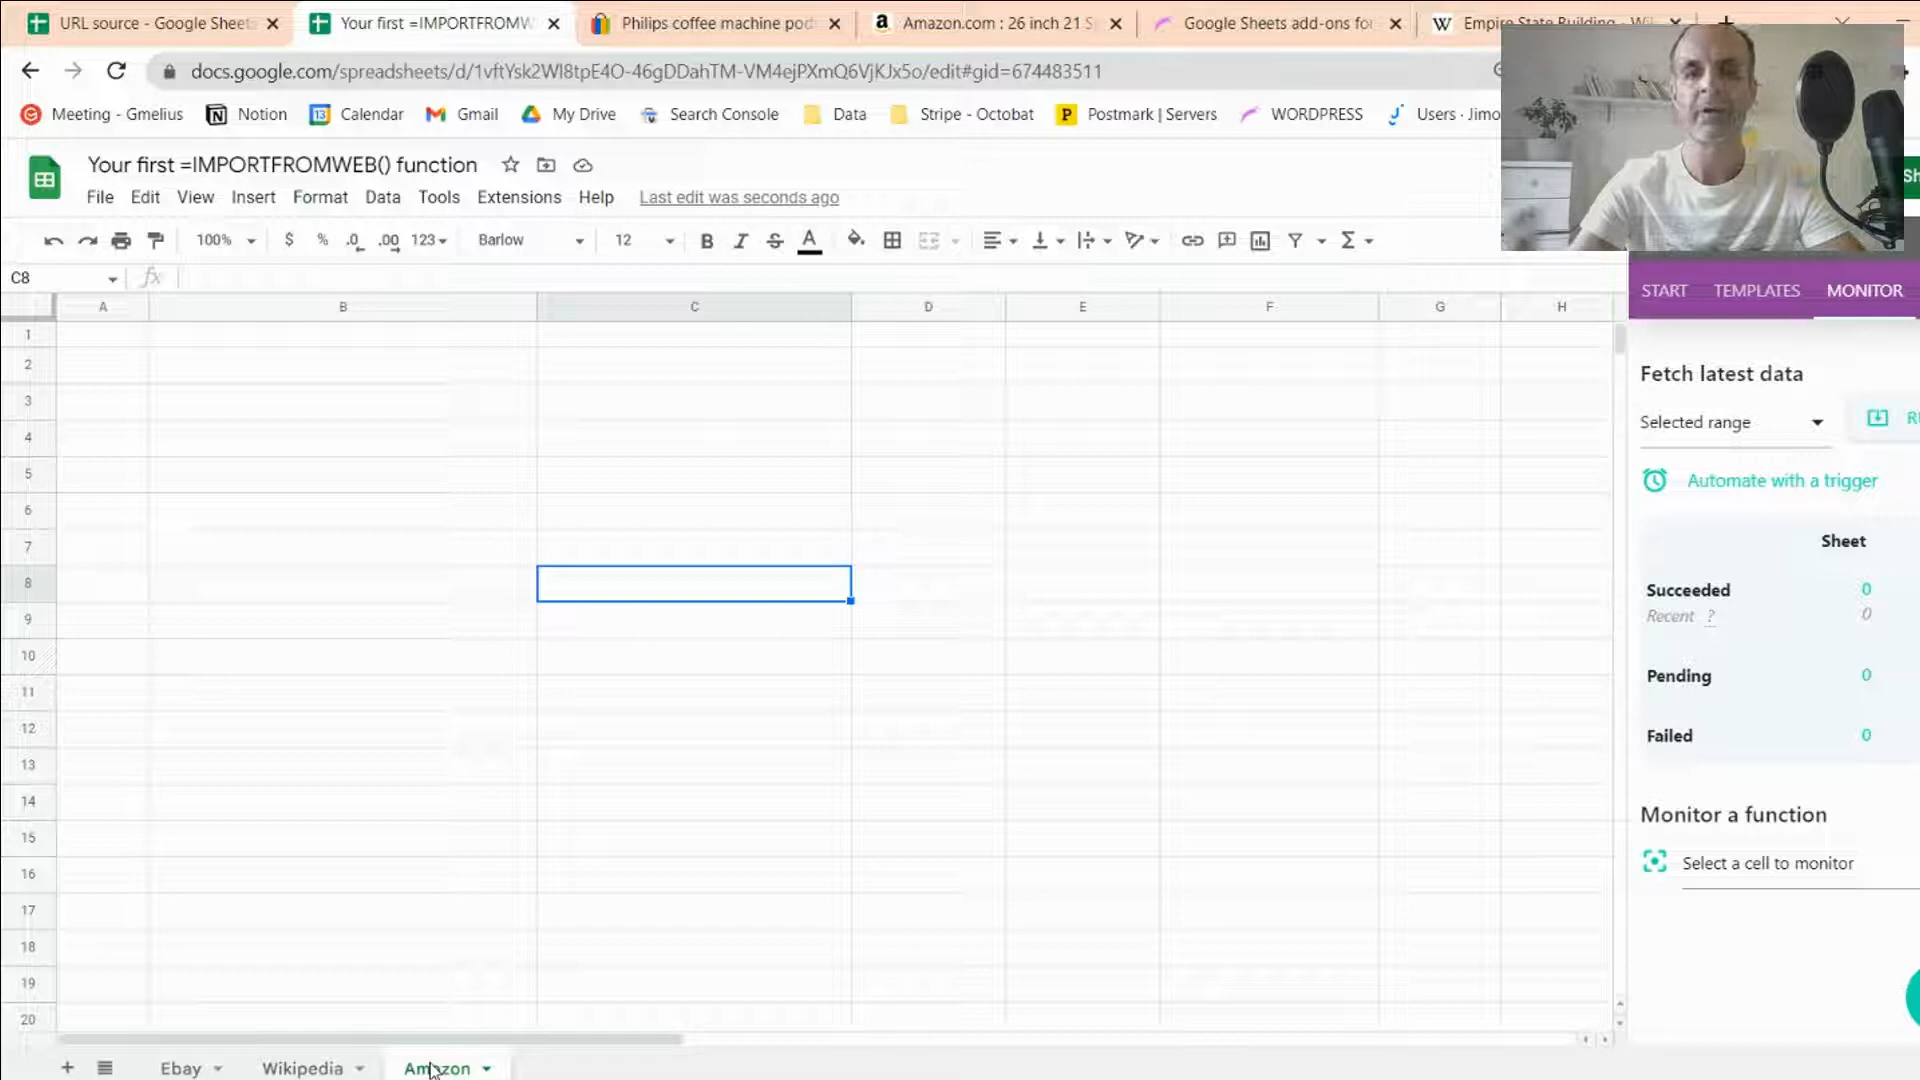 URL source - Google Sheets
Your first =IMPORTFROMW
Philips coffee machine pod
Amazon.com : 26 inch 21 S
Google Sheets add-ons for
Empire State Building - Wi
docs.google.com/spreadsheets/d/1vftYsk2Wl8tpE4O-46gDDahTM-VM4ejPXmQ6VjKJx5o/edit#gid=674483511
Meeting - Gmelius
Notion
Calendar
Gmail
My Drive
Search Console
Data
Stripe - Octobat
Postmark | Servers
WORDPRESS
Users · Jimo
Your first =IMPORTFROMWEB() function
Sh
File Edit View Insert Format Data Tools Extensions Help Last edit was seconds ago
100% $ % .0 .00 123 Barlow 12 B I S A
C8 fx
START TEMPLATES MONITOR
A B C D E F G H
1
2
3
4
5
6
7
8
9
10
11
12
13
14
15
16
17
18
19
20
Fetch latest data
Selected range
Automate with a trigger
Sheet
Succeeded 0
Recent ? 0
Pending 0
Failed 0
Monitor a function
Select a cell to monitor
Ebay Wikipedia Amazon